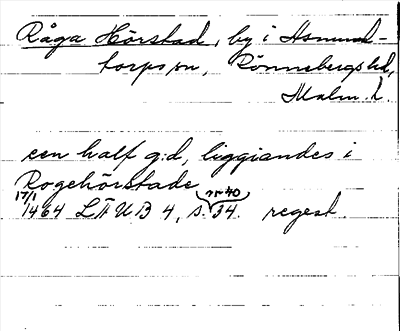 Råga Hörstad, by i Asmund-
torps sn, Rönnebergs hd,
Malm. l.
een half g:d, liggiandes i
Rogehörstade
17/1 nr 40
1464 LÄUB 4, s. 34. regest.